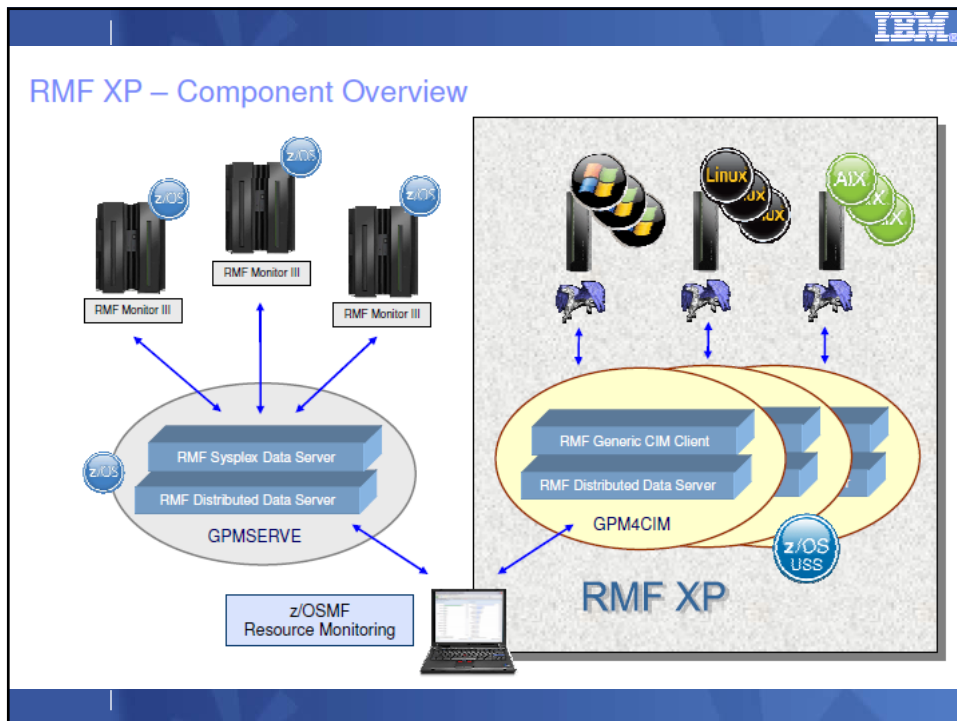 IBM
RMF XP – Component Overview
z/OS
z/OS
z/OS
RMF Monitor III
RMF Monitor III
RMF Monitor III
Linux
AIX
RMF Sysplex Data Server
RMF Distributed Data Server
GPMSERVE
z/OS
RMF Generic CIM Client
RMF Distributed Data Server
GPM4CIM
z/OS
USS
RMF XP
z/OSMF
Resource Monitoring